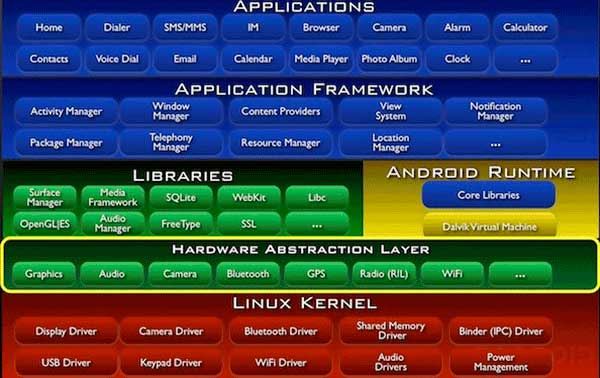 APPLICATIONS
Home Dialer SMS/MMS IM Browser Camera Alarm Calculator
Contacts Voice Dial Email Calendar Media Player Photo Album Clock ...
APPLICATION FRAMEWORK
Activity Manager Window Manager Content Providers View System Notification Manager
Package Manager Telephony Manager Resource Manager Location Manager ...
LIBRARIES
Surface Manager Media Framework SQLite WebKit Libc
OpenGL|ES Audio Manager FreeType SSL ...
ANDROID RUNTIME
Core Libraries
Dalvik Virtual Machine
HARDWARE ABSTRACTION LAYER
Graphics Audio Camera Bluetooth GPS Radio (RIL) WiFi ...
LINUX KERNEL
Display Driver Camera Driver Bluetooth Driver Shared Memory Driver Binder (IPC) Driver
USB Driver Keypad Driver WiFi Driver Audio Drivers Power Management